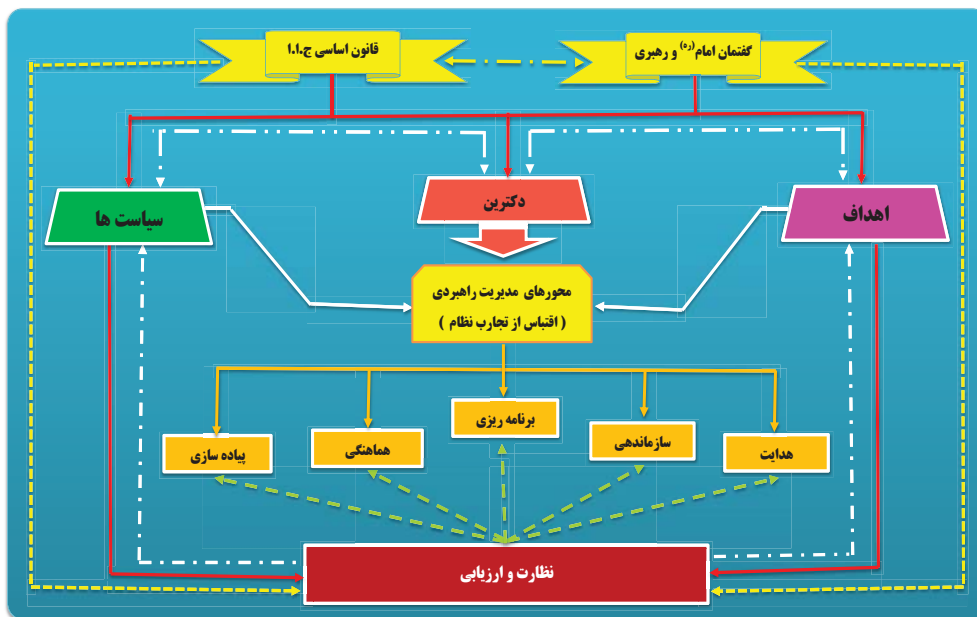 گفتمان امام(ره) و رهبری
قانون اساسی ج.ا.ا
اهداف
دکترین
سیاست ها
محورهای مدیریت راهبردی
( اقتباس از تجارب نظام )
هدایت
سازماندهی
برنامه ریزی
هماهنگی
پیاده سازی
نظارت و ارزیابی